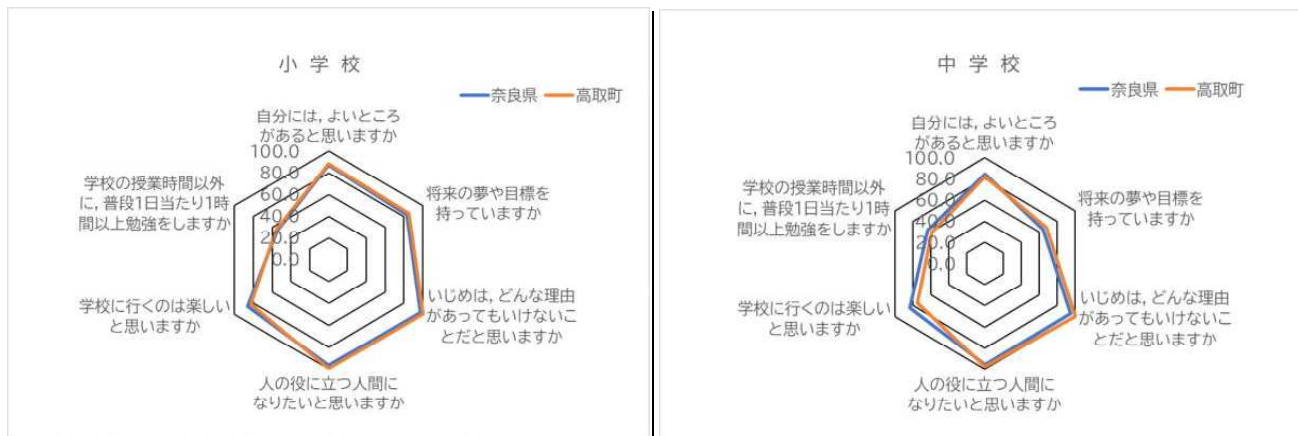 小 学 校
奈良県 高取町
自分には，よいところ
があると思いますか
100.0
80.0
60.0
40.0
20.0
0.0
将来の夢や目標を
持っていますか
いじめは，どんな理由
があってもいけないこ
とだと思いますか
人の役に立つ人間に
なりたいと思いますか
学校に行くのは楽しい
と思いますか
学校の授業時間以外
に，普段1日当たり1時
間以上勉強をしますか
中 学 校
奈良県 高取町
自分には，よいところ
があると思いますか
100.0
80.0
60.0
40.0
20.0
0.0
将来の夢や目標を
持っていますか
いじめは，どんな理由
があってもいけないこ
とだと思いますか
人の役に立つ人間に
なりたいと思いますか
学校に行くのは楽しい
と思いますか
学校の授業時間以外
に，普段1日当たり1時
間以上勉強をしますか